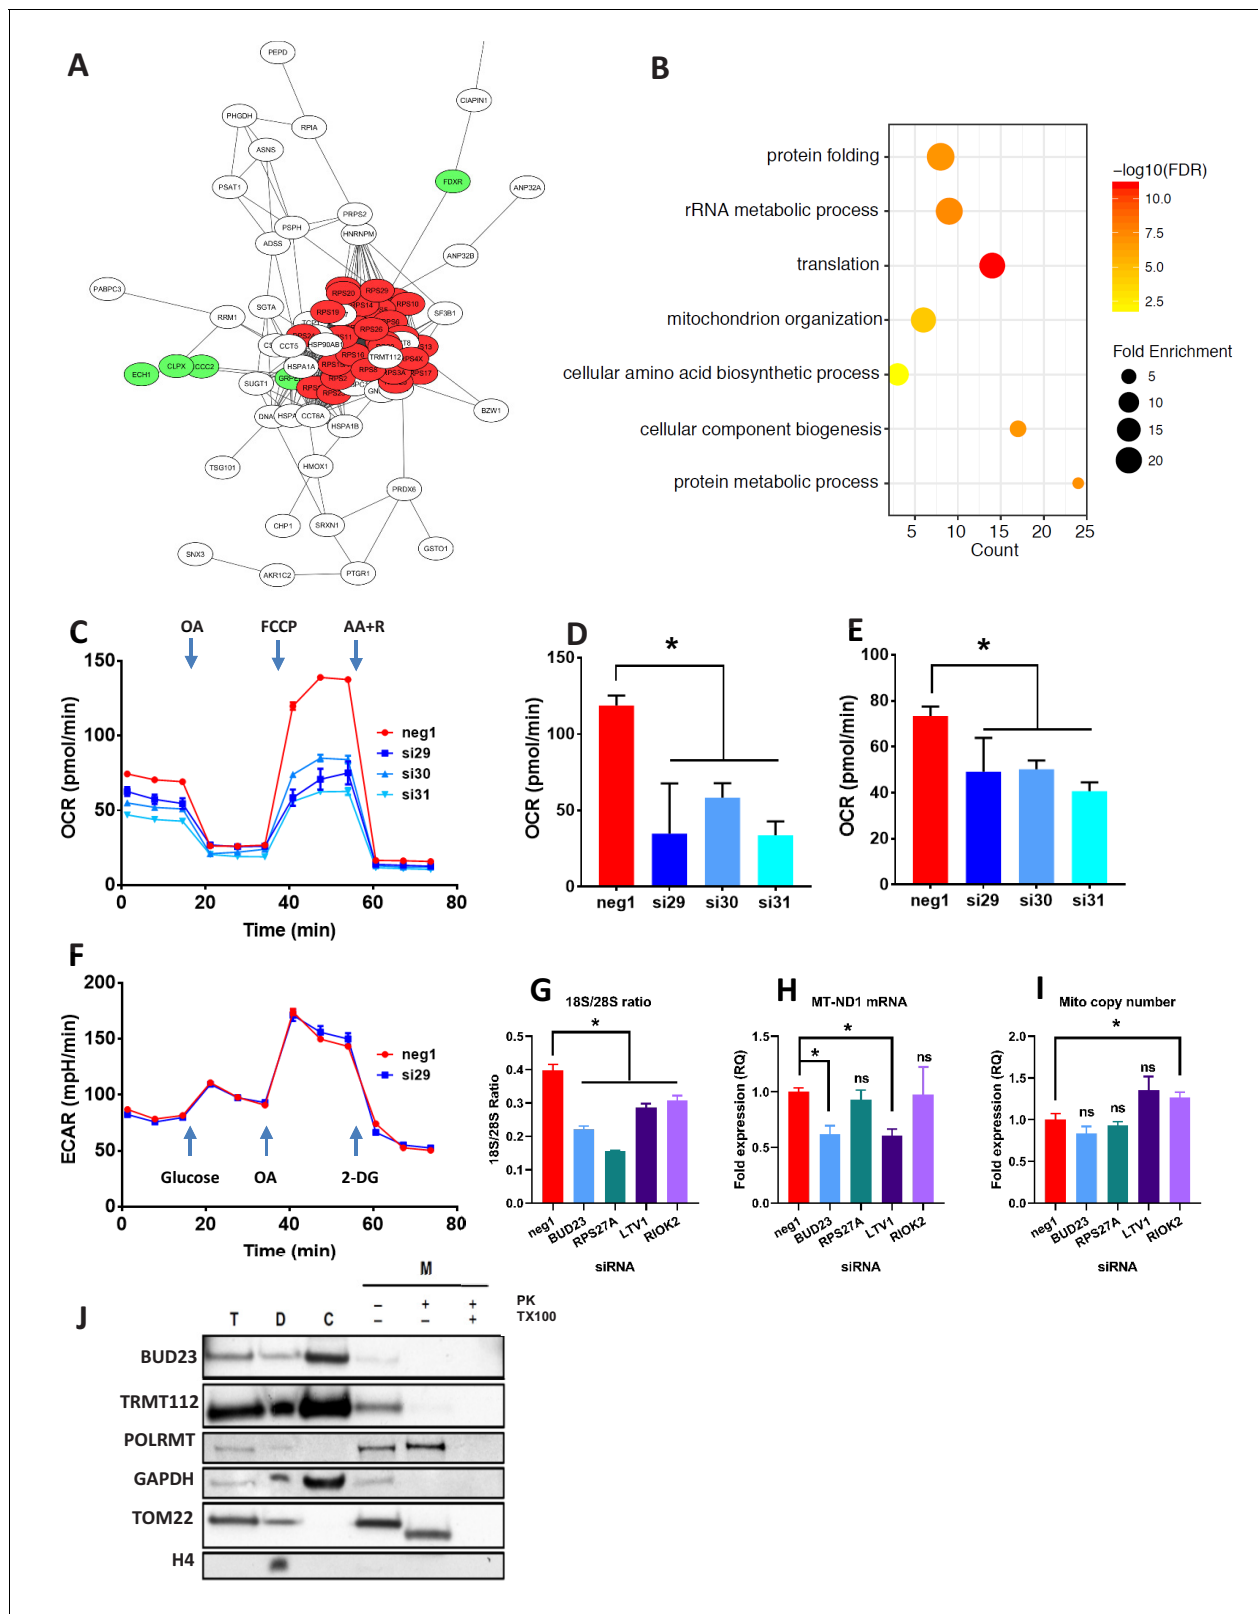 A
PEPD
CIAPIN1
PHGDH
RPIA
ASNS
FDXR
ANP32A
PSAT1
PRPS2
PSPH
HNRNPM
ADSS
ANP32B
PABPC3
RPS20
RPS29
RPS14
RPS10
SGTA
RPS19
RRM1
SF3B1
RPS26
CCT5
HSP90AB1
RPS13
RPS16
TRMT112
ECH1
CLPX
HSPA1A
RPS8
RPS4X
RPS3A
RPS17
SUGT1
RPS2
CCT6A
HSPA1B
BZW1
TSG101
HMOX1
PRDX6
CHP1
SRXN1
GSTO1
SNX3
AKR1C2
PTGR1
B
protein folding
rRNA metabolic process
translation
mitochondrion organization
cellular amino acid biosynthetic process
cellular component biogenesis
protein metabolic process
5 10 15 20 25
Count
−log10(FDR)
10.0
7.5
5.0
2.5
Fold Enrichment
5
10
15
20
C
OA FCCP AA+R
OCR (pmol/min)
150
100
50
0
0 20 40 60 80
Time (min)
neg1
si29
si30
si31
D
*
OCR (pmol/min)
150
100
50
0
neg1 si29 si30 si31
E
*
OCR (pmol/min)
100
80
60
40
20
0
neg1 si29 si30 si31
F
ECAR (mpH/min)
200
150
100
50
0
neg1
si29
Glucose OA 2-DG
0 20 40 60 80
Time (min)
G
18S/28S ratio
*
18S/28S Ratio
0.5
0.4
0.3
0.2
0.1
0.0
neg1 BUD23 RPS27A LTV1 RIOK2
siRNA
H
MT-ND1 mRNA
* * ns ns
Fold expression (RQ)
1.5
1.0
0.5
0.0
neg1 BUD23 RPS27A LTV1 RIOK2
siRNA
I
Mito copy number
* ns ns ns
Fold expression (RQ)
2.0
1.5
1.0
0.5
0.0
neg1 BUD23 RPS27A LTV1 RIOK2
siRNA
J
M
T D C
– + + PK
– – + TX100
BUD23
TRMT112
POLRMT
GAPDH
TOM22
H4